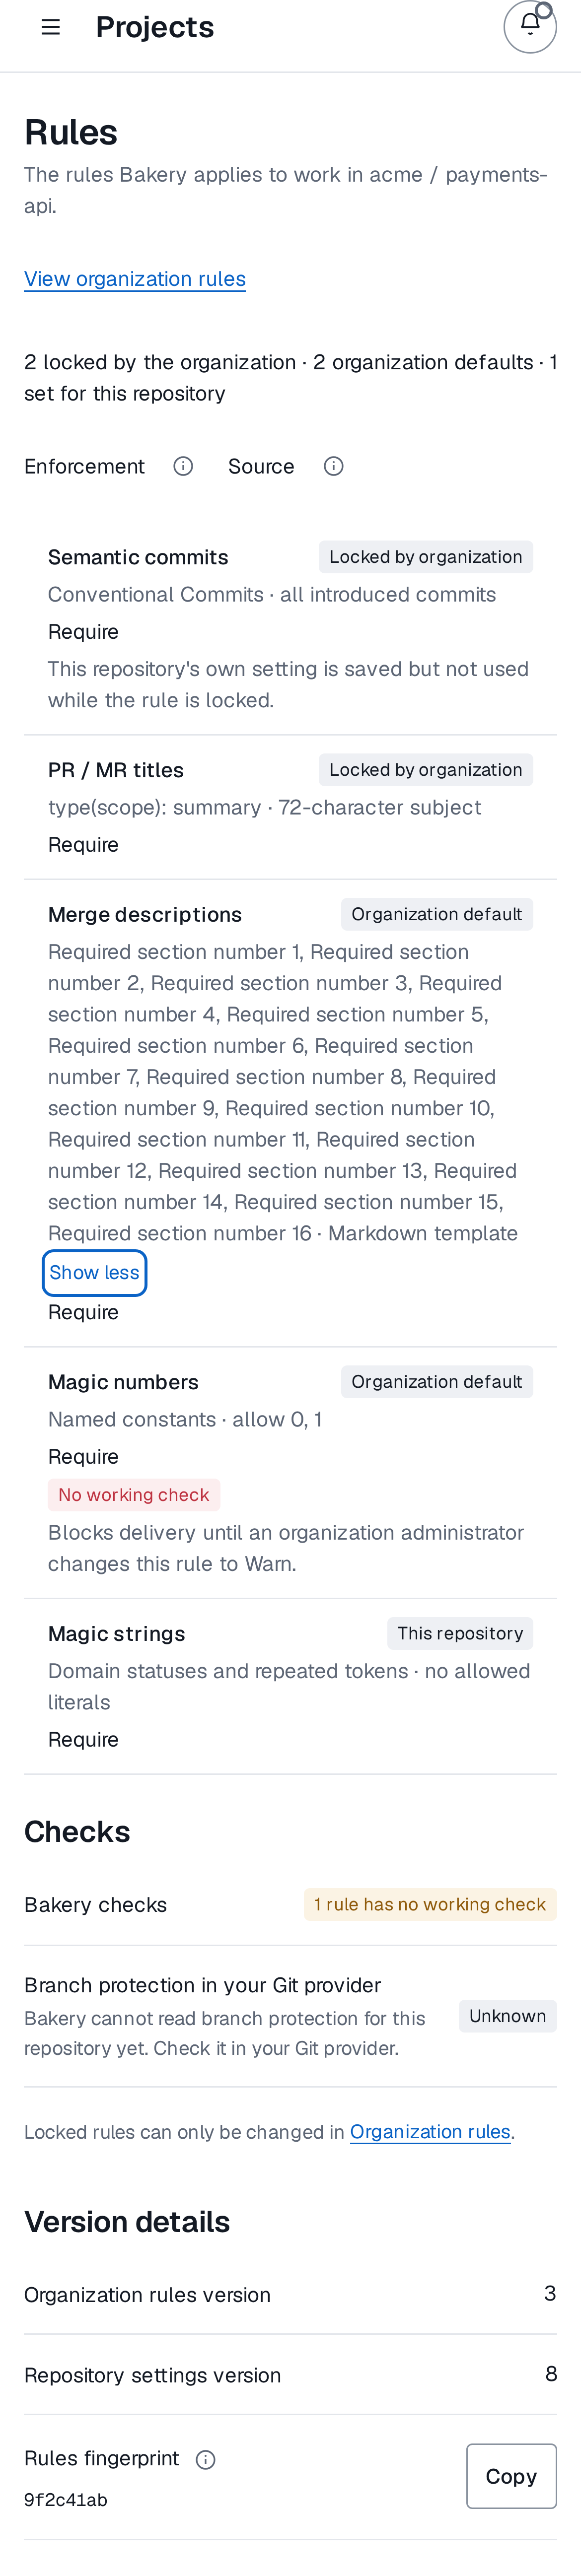 Projects
Rules
The rules Bakery applies to work in acme / payments-
api.
View organization rules
2 locked by the organization · 2 organization defaults · 1
set for this repository
Enforcement Source
Semantic commits Locked by organization
Conventional Commits · all introduced commits
Require
This repository's own setting is saved but not used
while the rule is locked.
PR / MR titles Locked by organization
type(scope): summary · 72-character subject
Require
Merge descriptions Organization default
Required section number 1, Required section
number 2, Required section number 3, Required
section number 4, Required section number 5,
Required section number 6, Required section
number 7, Required section number 8, Required
section number 9, Required section number 10,
Required section number 11, Required section
number 12, Required section number 13, Required
section number 14, Required section number 15,
Required section number 16 · Markdown template
Show less
Require
Magic numbers Organization default
Named constants · allow 0, 1
Require
No working check
Blocks delivery until an organization administrator
changes this rule to Warn.
Magic strings This repository
Domain statuses and repeated tokens · no allowed
literals
Require
Checks
Bakery checks 1 rule has no working check
Branch protection in your Git provider
Bakery cannot read branch protection for this
repository yet. Check it in your Git provider.
Unknown
Locked rules can only be changed in Organization rules.
Version details
Organization rules version 3
Repository settings version 8
Rules fingerprint
9f2c41ab
Copy